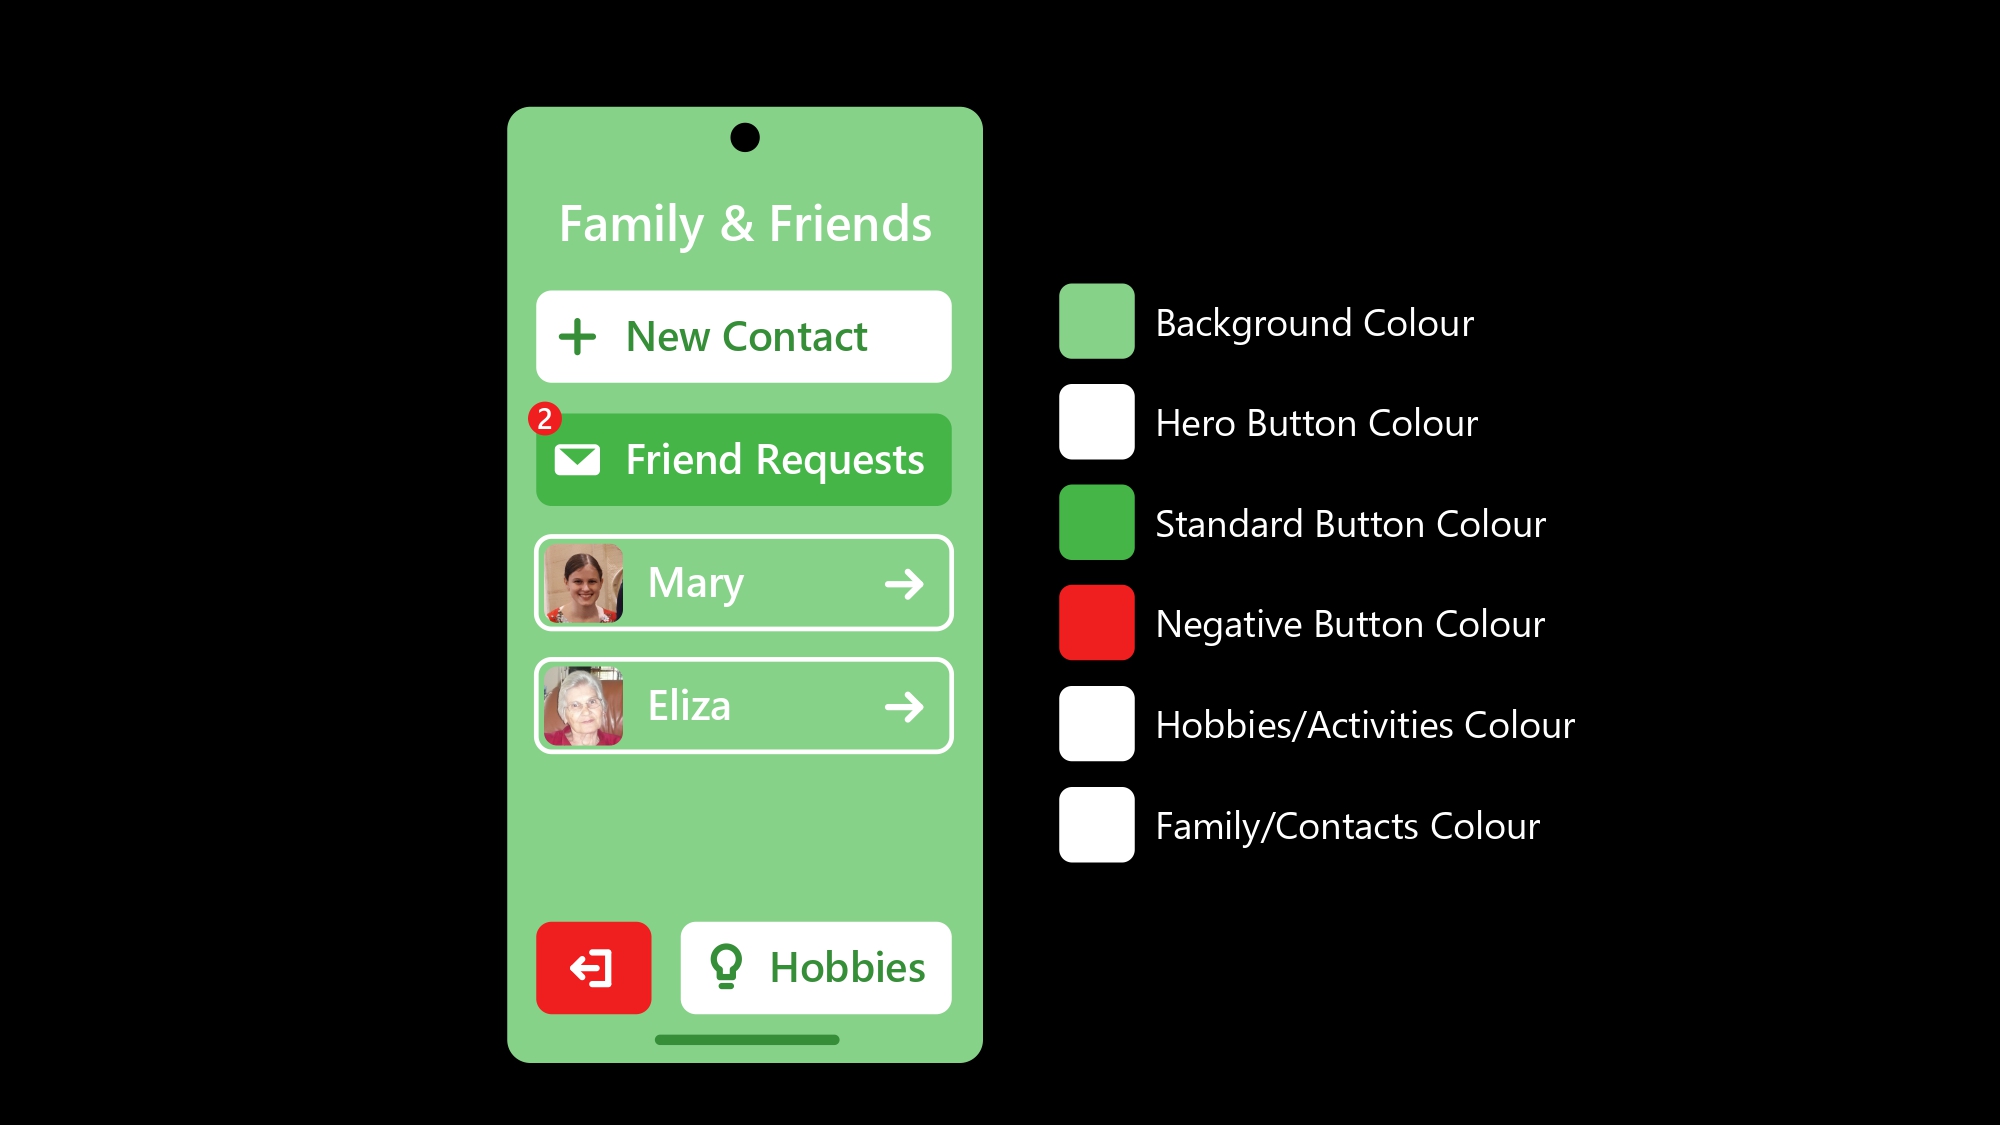 Family & Friends
New Contact
2
Friend Requests
Mary
Eliza
Hobbies
Background Colour
Hero Button Colour
Standard Button Colour
Negative Button Colour
Hobbies/Activities Colour
Family/Contacts Colour